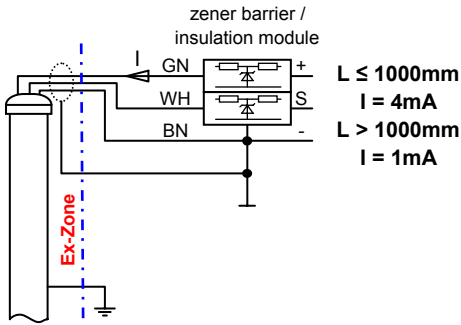 zener barrier /
insulation module
I
GN
+
WH
S
BN
-
L ≤ 1000mm
I = 4mA
L > 1000mm
I = 1mA
Ex-Zone